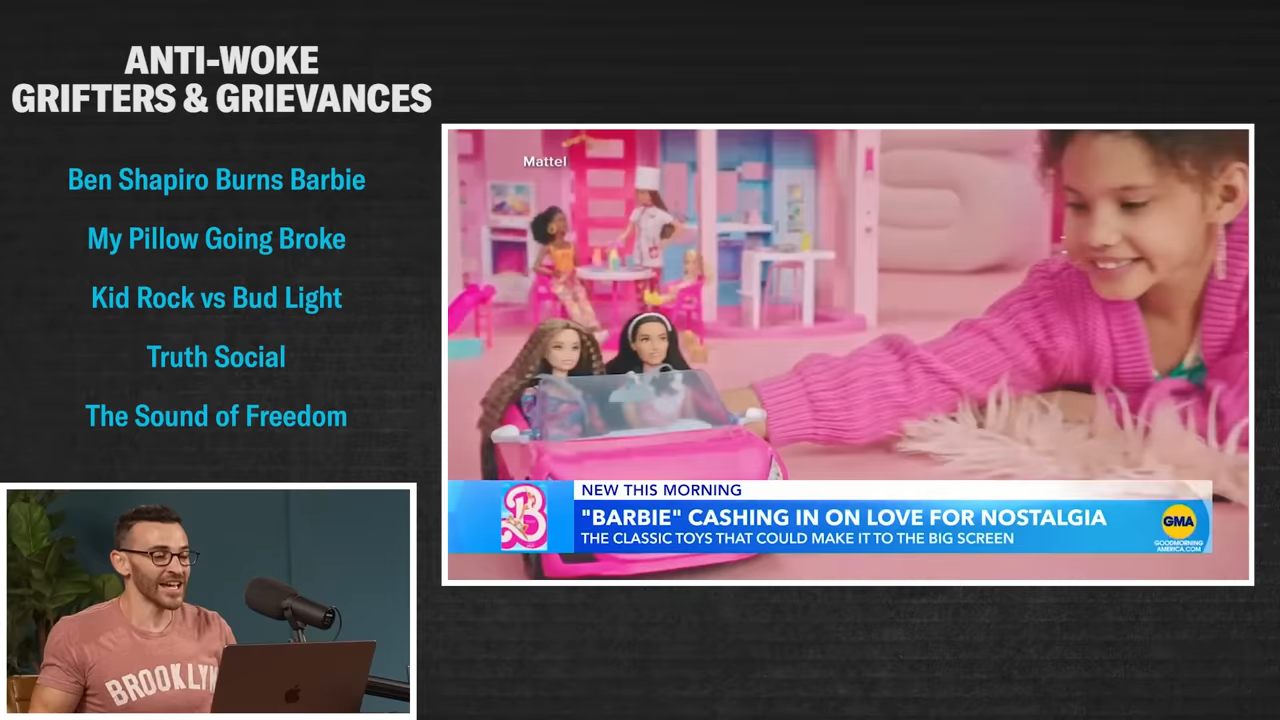 ANTI-WOKE
GRIFTERS & GRIEVANCES
Ben Shapiro Burns Barbie
My Pillow Going Broke
Kid Rock vs Bud Light
Truth Social
The Sound of Freedom
Mattel
B
NEW THIS MORNING
"BARBIE" CASHING IN ON LOVE FOR NOSTALGIA
THE CLASSIC TOYS THAT COULD MAKE IT TO THE BIG SCREEN
GMA
GOODMORNING
AMERICA.COM
BROOKLYN